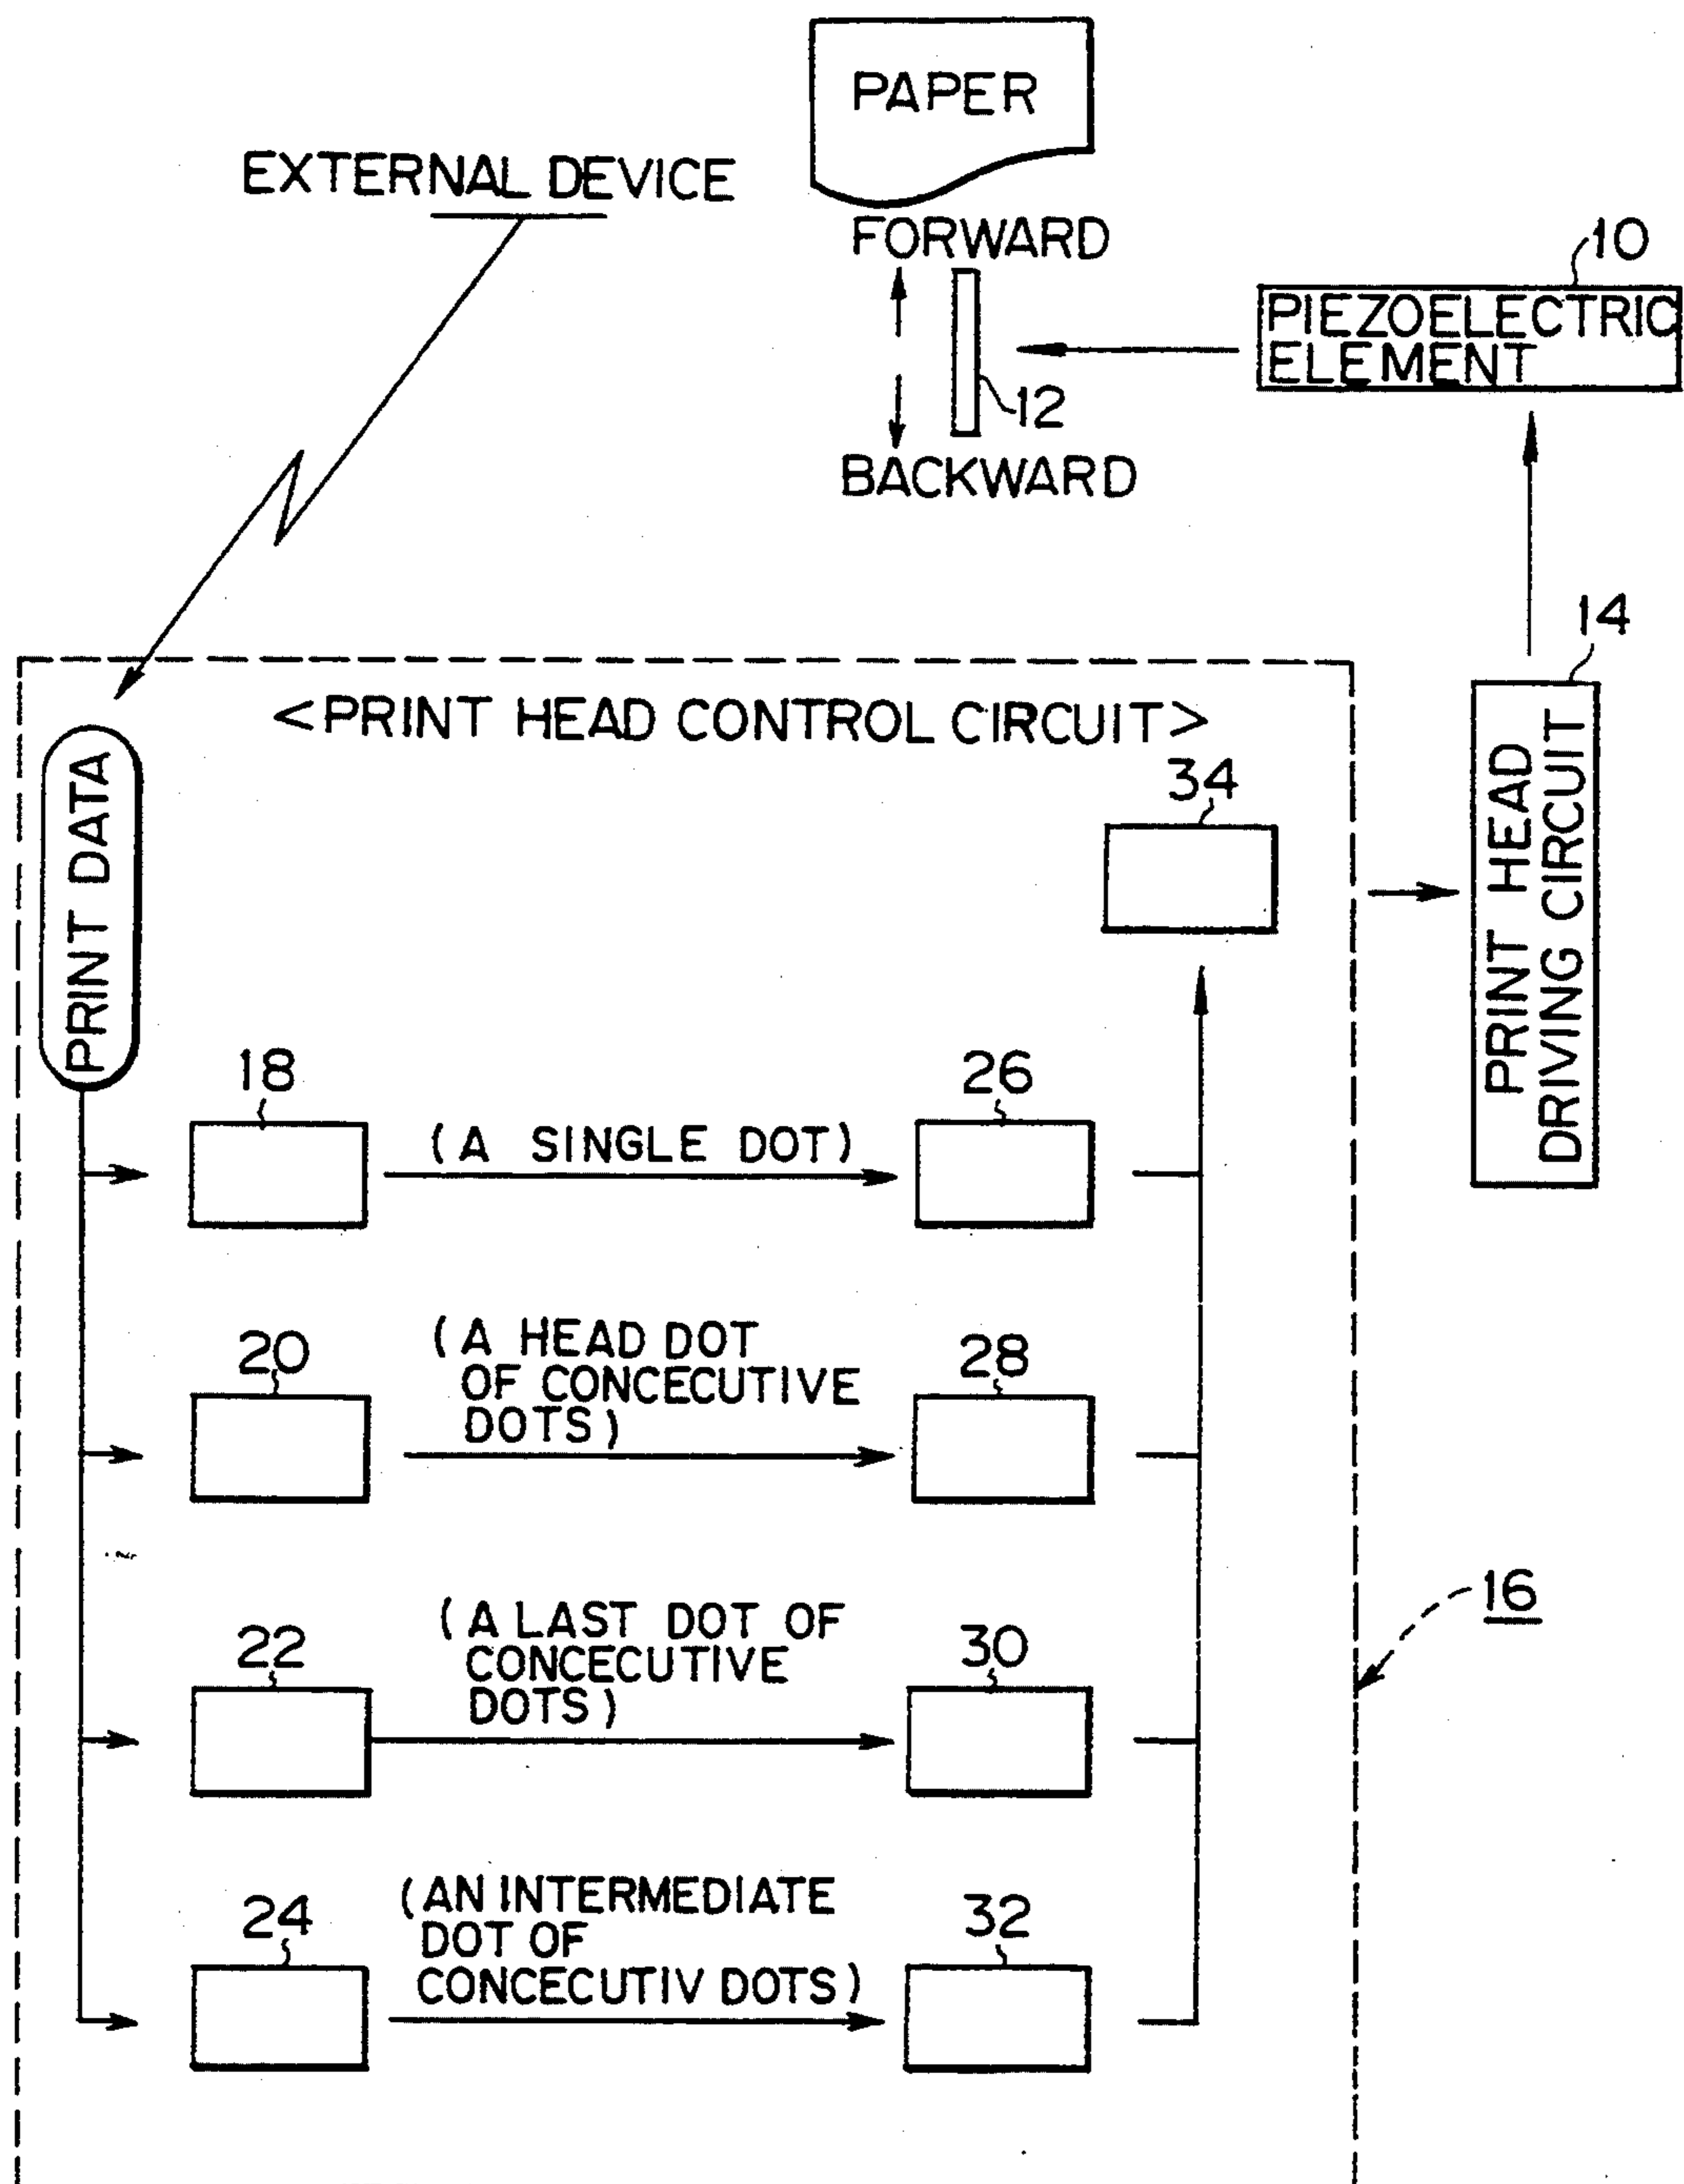 PAPER
EXTERNAL DEVICE
FORWARD
10
PIEZOELECTRIC
ELEMENT
12
BACKWARD
14
<PRINT HEAD CONTROL CIRCUIT>
PRINT DATA
34
PRINT HEAD
DRIVING CIRCUIT
18
(A SINGLE DOT)
26
20
(A HEAD DOT
OF CONCECUTIVE
DOTS)
28
16
22
(A LAST DOT OF
CONCECUTIVE
DOTS)
30
24
(AN INTERMEDIATE
DOT OF
CONCECUTIV DOTS)
32